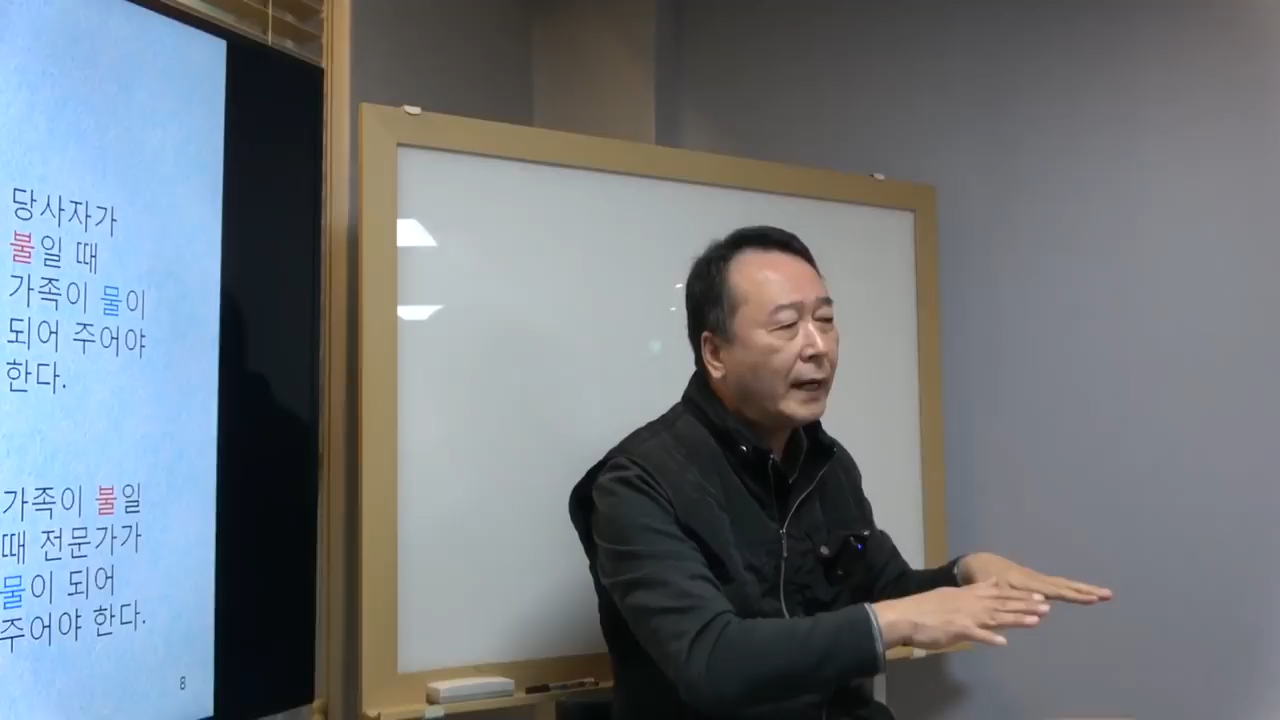 당사자가
불일 때
가족이 물이
되어 주어야
한다.
가족이 불일
때 전문가가
물이 되어
주어야 한다.
8